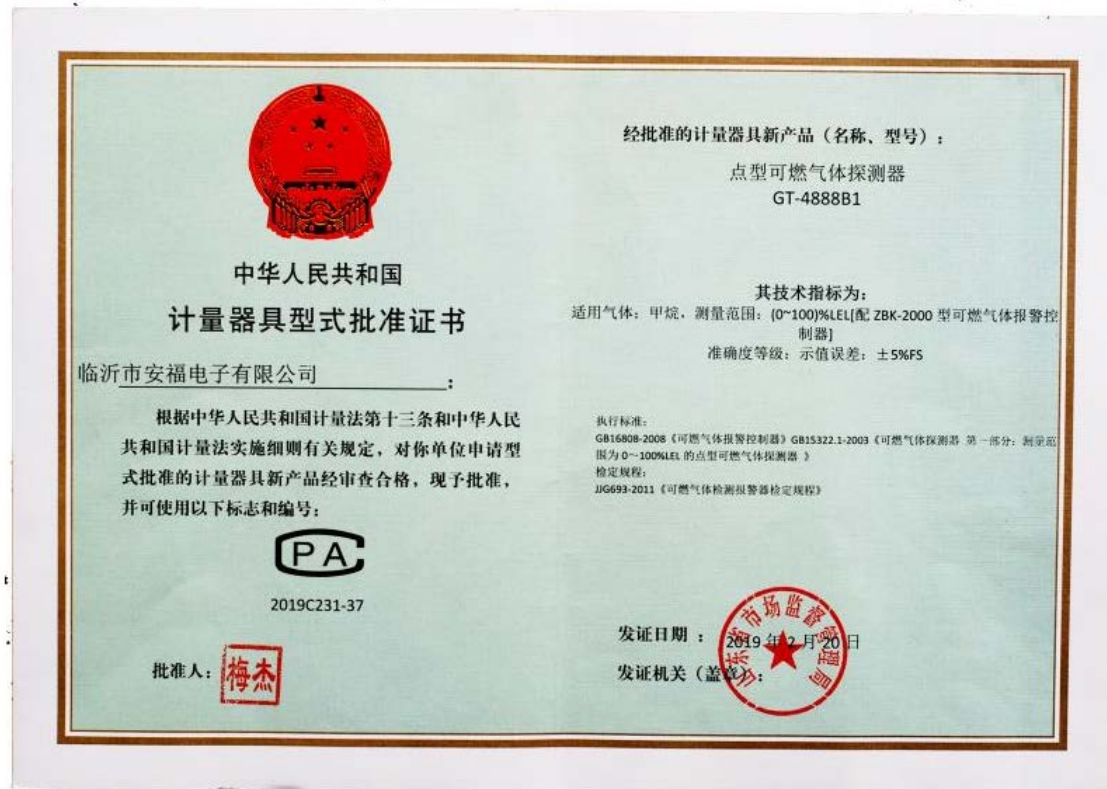 中华人民共和国
计量器具型式批准证书
临沂市安福电子有限公司：
根据中华人民共和国计量法第十三条和中华人民
共和国计量法实施细则有关规定，对你单位申请型
式批准的计量器具新产品经审查合格，现予批准，
并可使用以下标志和编号：
CPA
2019C231-37
批准人：
梅杰
经批准的计量器具新产品（名称、型号）：
点型可燃气体探测器
GT-4888B1
其技术指标为：
适用气体：甲烷，测量范围：(0~100)%LEL[配 ZBK-2000 型可燃气体报警控
制器]
准确度等级：示值误差：±5%FS
执行标准：
GB16808-2008《可燃气体报警控制器》GB15322.1-2003《可燃气体探测器 第一部分：测量范
围为 0～100%LEL 的点型可燃气体探测器 》
检定规程：
JJG693-2011《可燃气体检测报警器检定规程》
发证日期 ： 2019 年 2 月 20 日
发证机关（盖章）：
山东省市场监督管理局